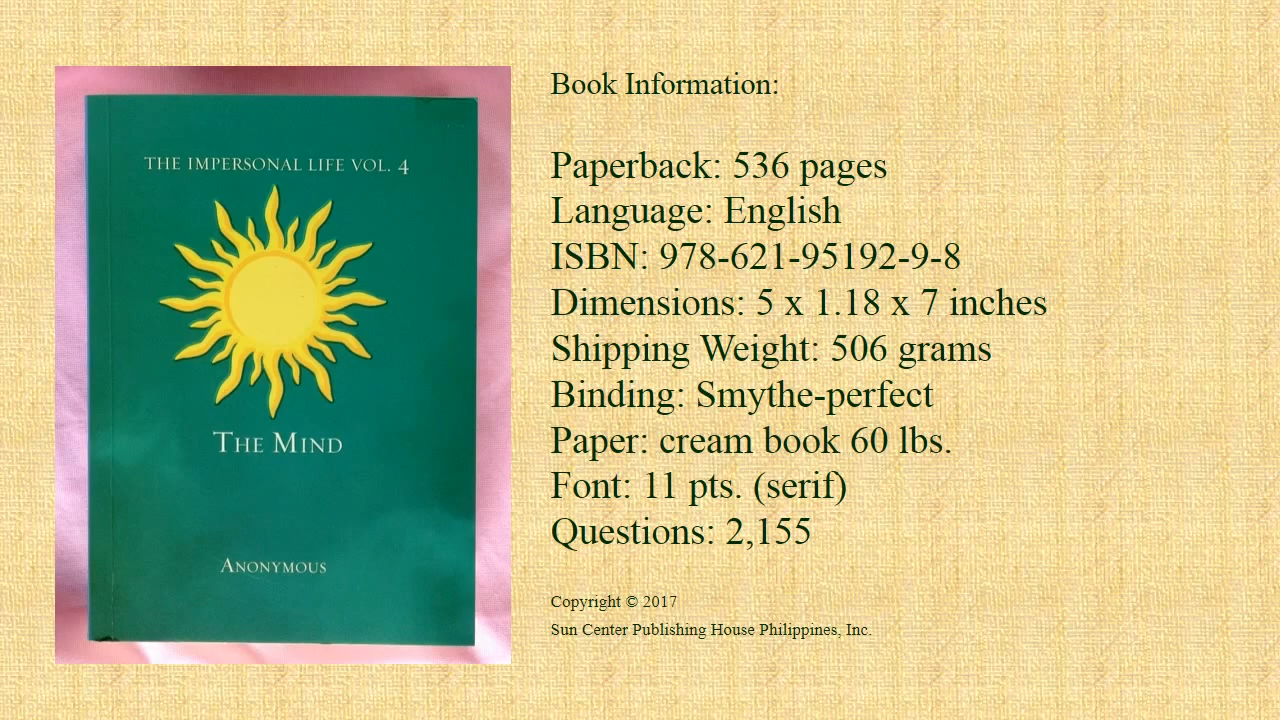 THE IMPERSONAL LIFE VOL. 4
THE MIND
ANONYMOUS
Book Information:
Paperback: 536 pages
Language: English
ISBN: 978-621-95192-9-8
Dimensions: 5 x 1.18 x 7 inches
Shipping Weight: 506 grams
Binding: Smythe-perfect
Paper: cream book 60 lbs.
Font: 11 pts. (serif)
Questions: 2,155
Copyright © 2017
Sun Center Publishing House Philippines, Inc.